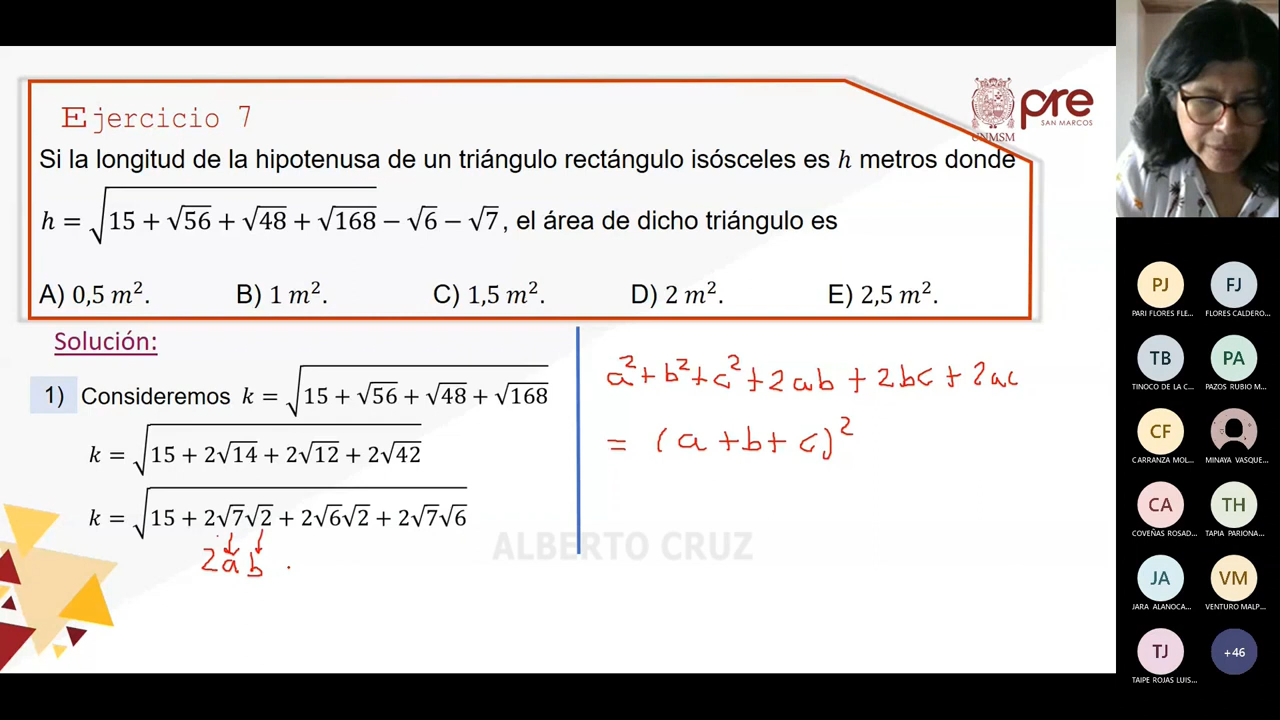 Ejercicio 7
UNMSM
pre
SAN MARCOS
Si la longitud de la hipotenusa de un triángulo rectángulo isósceles es h metros donde
h = √(15 + √56 + √48 + √168) − √6 − √7, el área de dicho triángulo es
A) 0,5 m². B) 1 m². C) 1,5 m². D) 2 m². E) 2,5 m².
Solución:
1) Consideremos k = √(15 + √56 + √48 + √168)
k = √(15 + 2√14 + 2√12 + 2√42)
k = √(15 + 2√7√2 + 2√6√2 + 2√7√6)
2ab
a² + b² + c² + 2ab + 2bc + 2ac
= (a + b + c)²
ALBERTO CRUZ
PJ FJ
PARI FLORES FLE... FLORES CALDERO...
TB PA
TINOCO DE LA C... PAZOS RUBIO M...
CF
CARRANZA MOL... MINAYA VASQUE...
CA TH
COVEÑAS ROSAD... TAPIA PARIONA...
JA VM
JARA ALANOCA... VENTURO MALP...
TJ +46
TAIPE ROJAS LUIS...